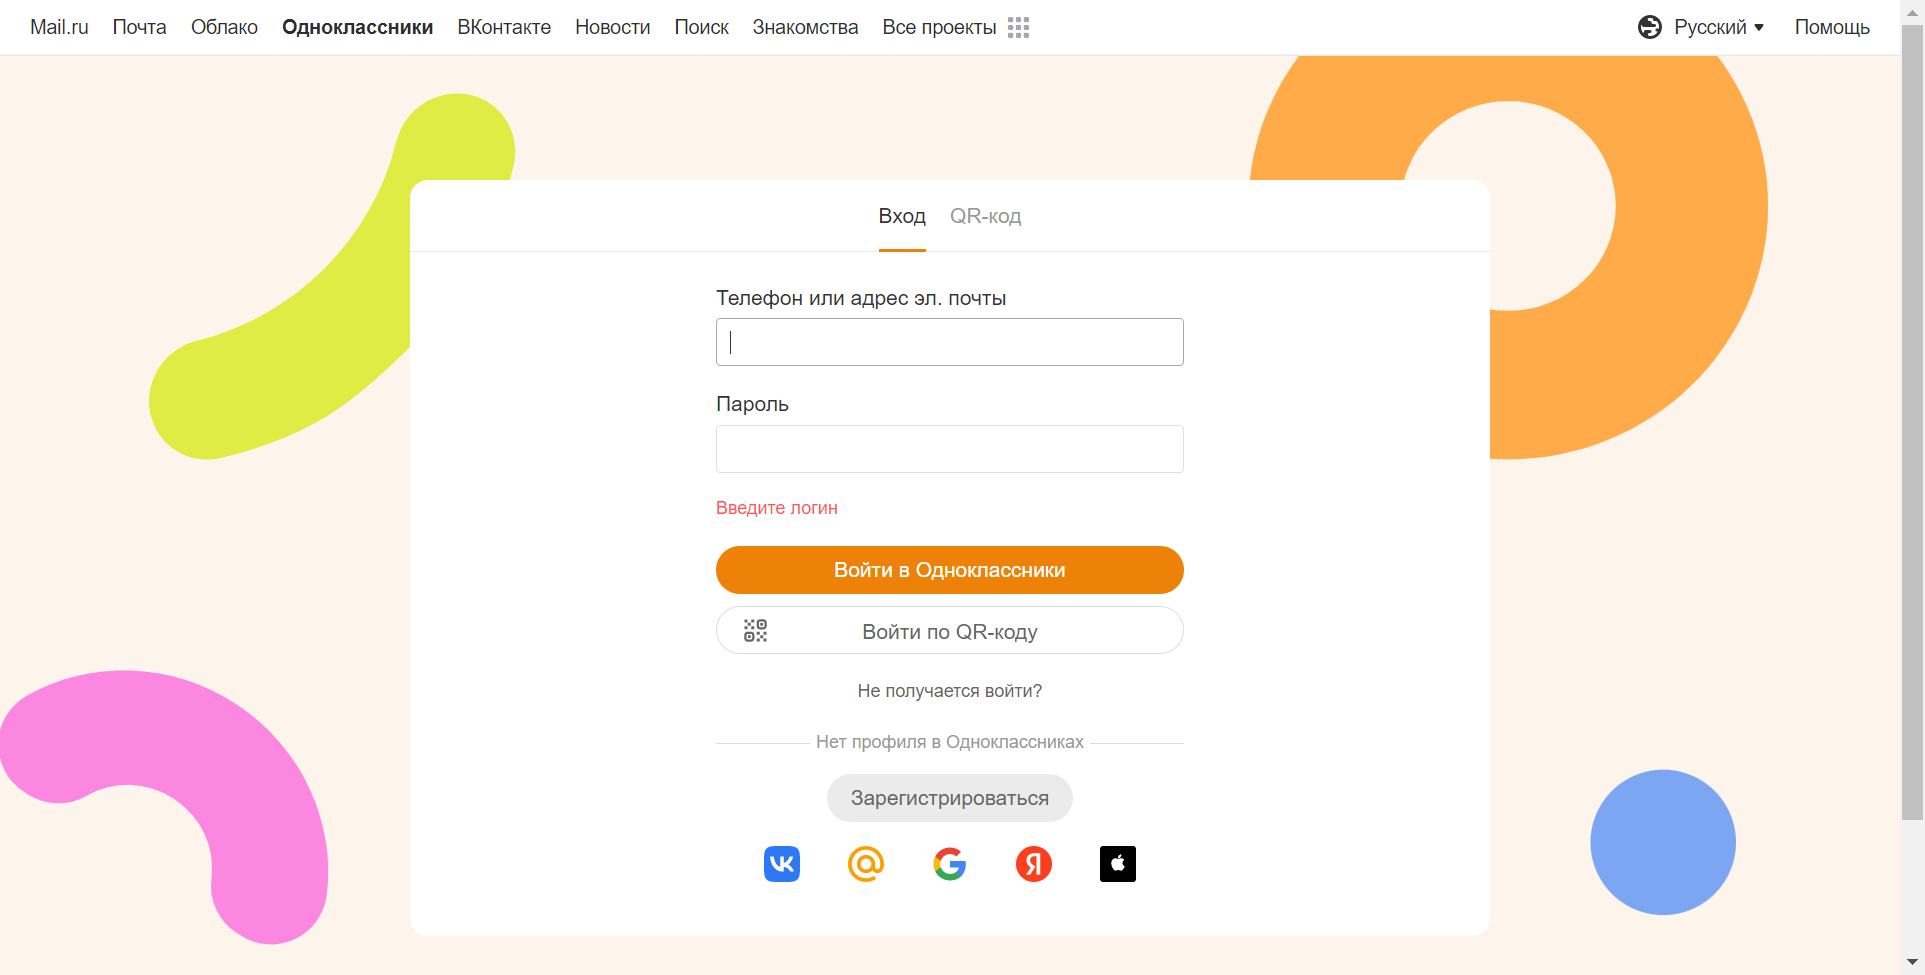 Mail.ru Почта Облако Одноклассники ВКонтакте Новости Поиск Знакомства Все проекты Русский Помощь
Вход QR-код
Телефон или адрес эл. почты
Пароль
Введите логин
Войти в Одноклассники
Войти по QR-коду
Не получается войти?
Нет профиля в Одноклассниках
Зарегистрироваться